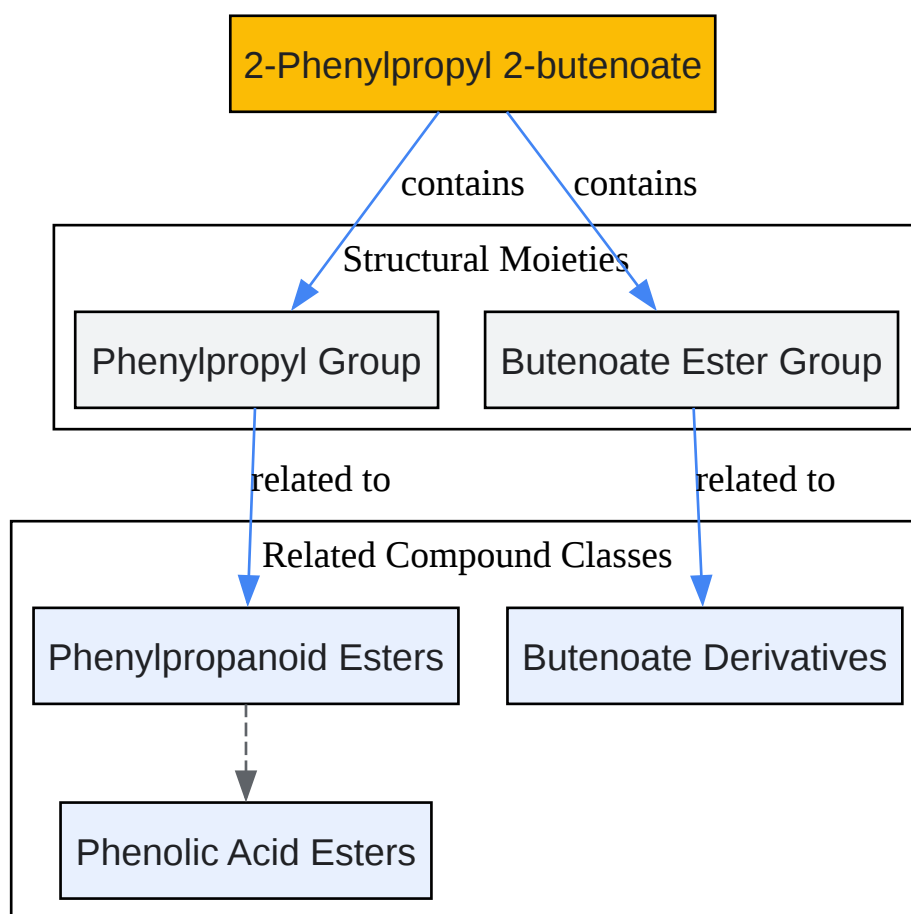 2-Phenylpropyl 2-butenoate
contains
contains
Structural Moieties
Phenylpropyl Group
Butenoate Ester Group
related to
related to
Related Compound Classes
Phenylpropanoid Esters
Butenoate Derivatives
Phenolic Acid Esters